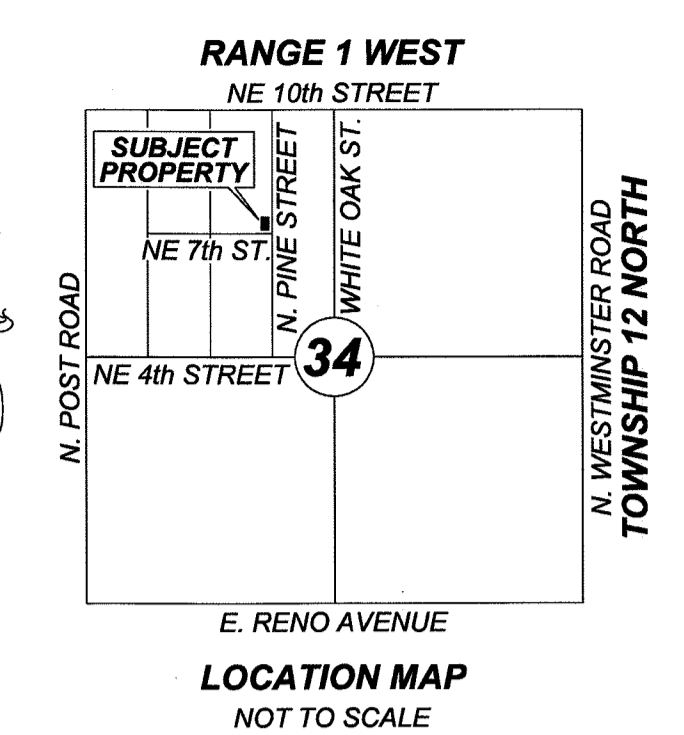 RANGE 1 WEST
NE 10th STREET
SUBJECT
PROPERTY
N. PINE STREET
WHITE OAK ST.
NE 7th ST.
N. POST ROAD
NE 4th STREET
34
N. WESTMINSTER ROAD
TOWNSHIP 12 NORTH
E. RENO AVENUE
LOCATION MAP
NOT TO SCALE